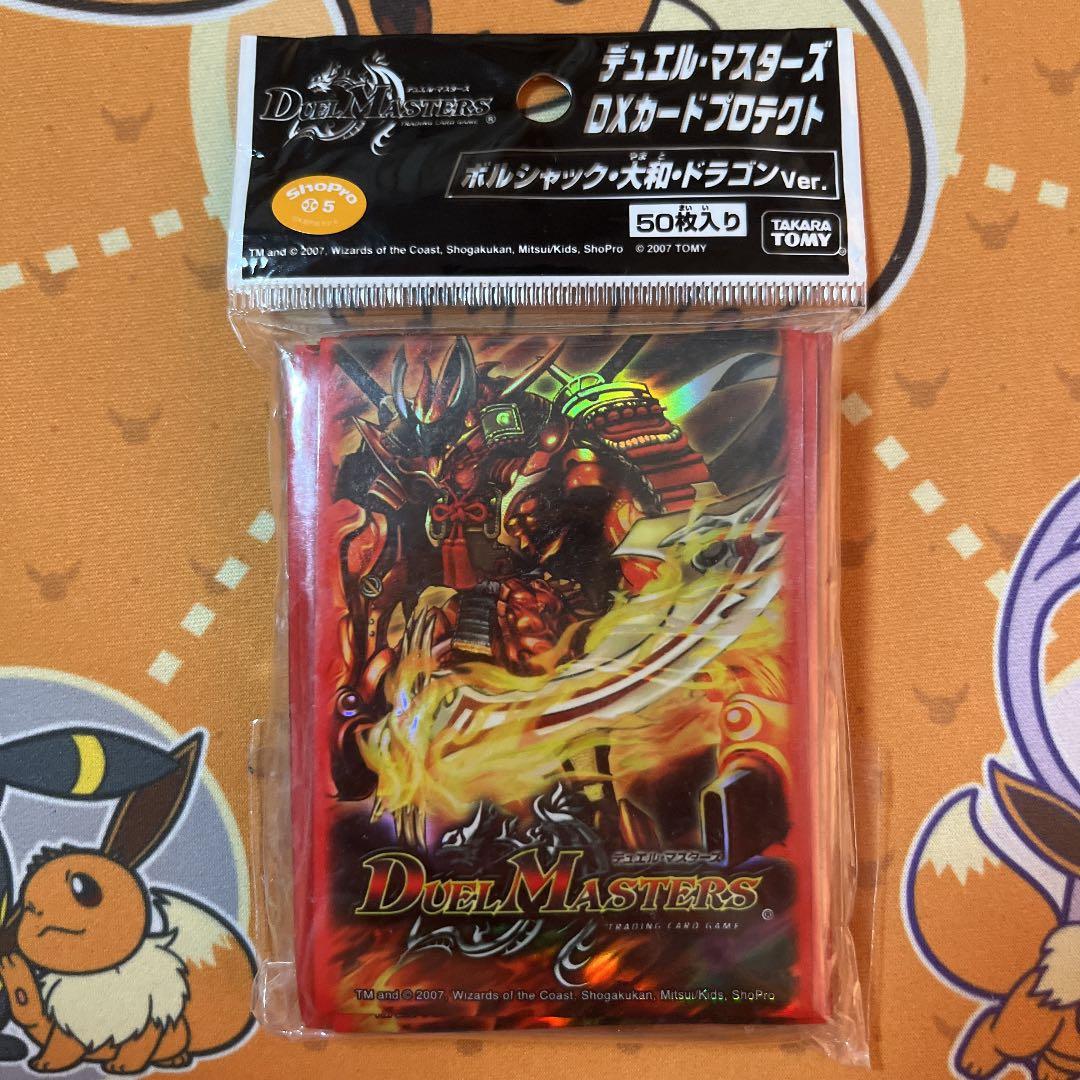 デュエル・マスターズ
DUEL MASTERS
TRADING CARD GAME ®
デュエル・マスターズ
DXカードプロテクト
やまと
ボルシャック・大和・ドラゴンVer.
まい い
50枚入り
TAKARA
TOMY
ShoPro
5
TM and © 2007, Wizards of the Coast, Shogakukan, Mitsui/Kids, ShoPro © 2007 TOMY
デュエル・マスターズ
DUEL MASTERS
®
TRADING CARD GAME
TM and © 2007, Wizards of the Coast, Shogakukan, Mitsui/Kids, ShoPro